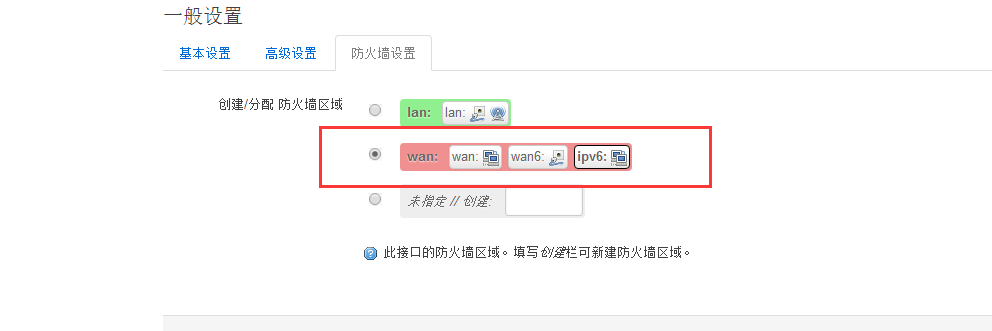 一般设置
基本设置 高级设置 防火墙设置
创建/分配 防火墙区域
lan: lan:
wan: wan: wan6: ipv6:
未指定 // 创建:
此接口的防火墙区域。填写创建栏可新建防火墙区域。